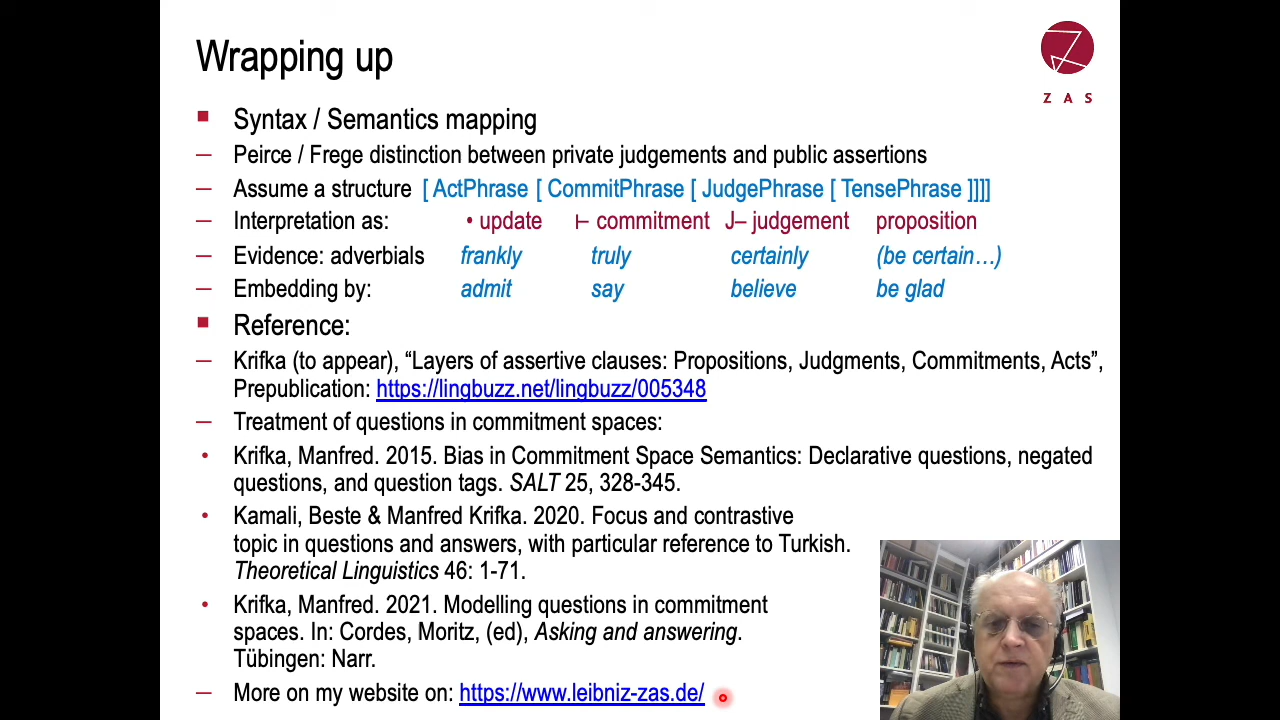 Wrapping up
Z A S
Syntax / Semantics mapping
– Peirce / Frege distinction between private judgements and public assertions
– Assume a structure [ ActPhrase [ CommitPhrase [ JudgePhrase [ TensePhrase ]]]]
– Interpretation as: • update ⊢ commitment J– judgement proposition
– Evidence: adverbials frankly truly certainly (be certain…)
– Embedding by: admit say believe be glad
Reference:
– Krifka (to appear), “Layers of assertive clauses: Propositions, Judgments, Commitments, Acts”,
Prepublication: https://lingbuzz.net/lingbuzz/005348
– Treatment of questions in commitment spaces:
• Krifka, Manfred. 2015. Bias in Commitment Space Semantics: Declarative questions, negated
questions, and question tags. SALT 25, 328-345.
• Kamali, Beste & Manfred Krifka. 2020. Focus and contrastive
topic in questions and answers, with particular reference to Turkish.
Theoretical Linguistics 46: 1-71.
• Krifka, Manfred. 2021. Modelling questions in commitment
spaces. In: Cordes, Moritz, (ed), Asking and answering.
Tübingen: Narr.
– More on my website on: https://www.leibniz-zas.de/